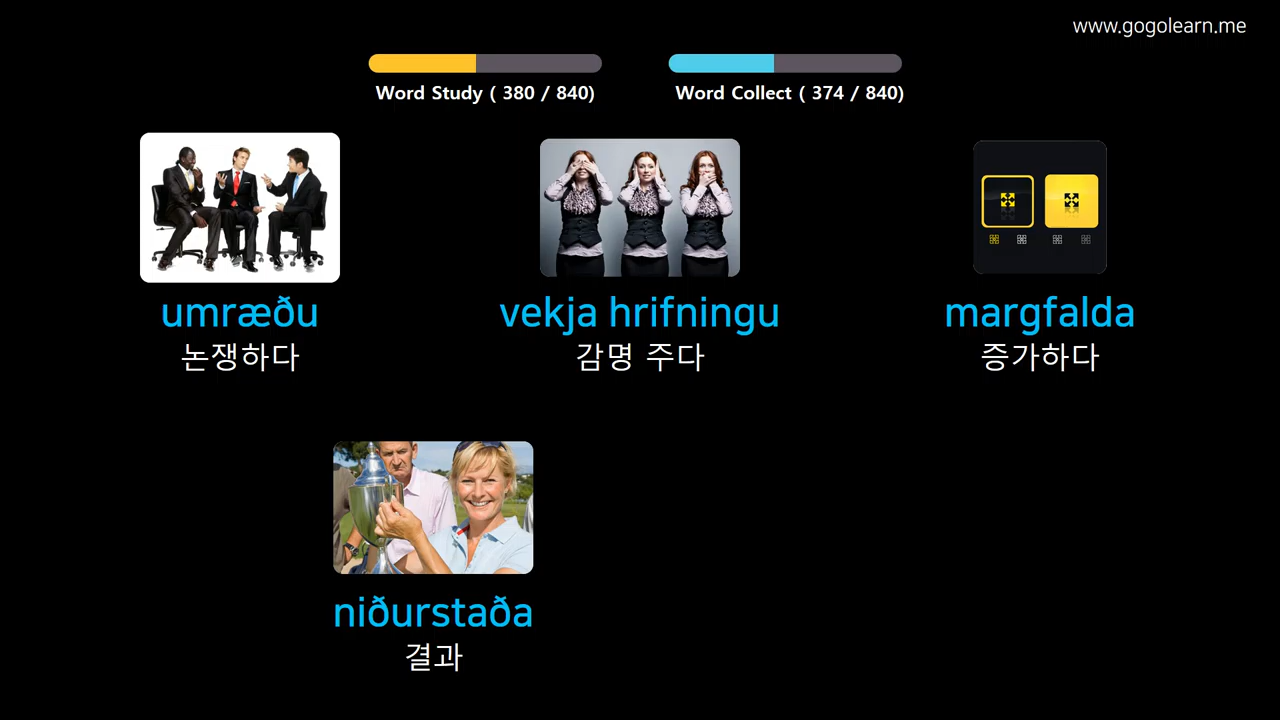 www.gogolearn.me
Word Study ( 380 / 840)
Word Collect ( 374 / 840)
umræðu
논쟁하다
vekja hrifningu
감명 주다
margfalda
증가하다
niðurstaða
결과